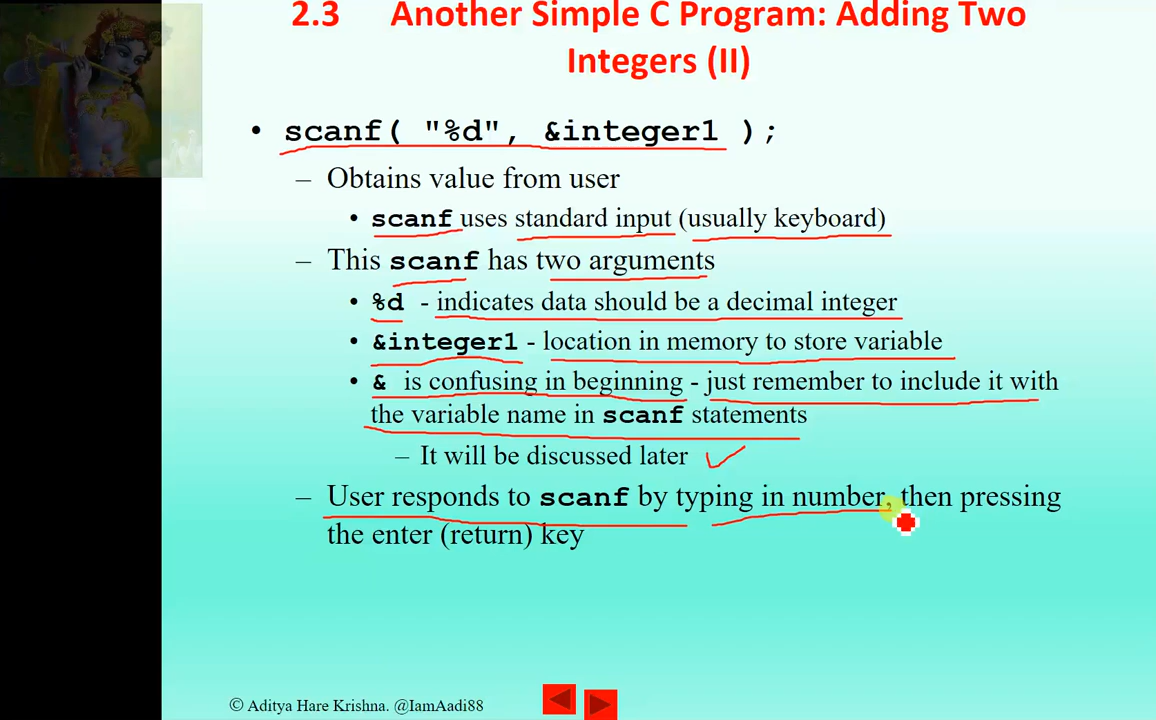 2.3 Another Simple C Program: Adding Two
Integers (II)
• scanf( "%d", &integer1 );
– Obtains value from user
• scanf uses standard input (usually keyboard)
– This scanf has two arguments
• %d - indicates data should be a decimal integer
• &integer1 - location in memory to store variable
• & is confusing in beginning - just remember to include it with
the variable name in scanf statements
– It will be discussed later
– User responds to scanf by typing in number, then pressing
the enter (return) key
© Aditya Hare Krishna. @IamAadi88